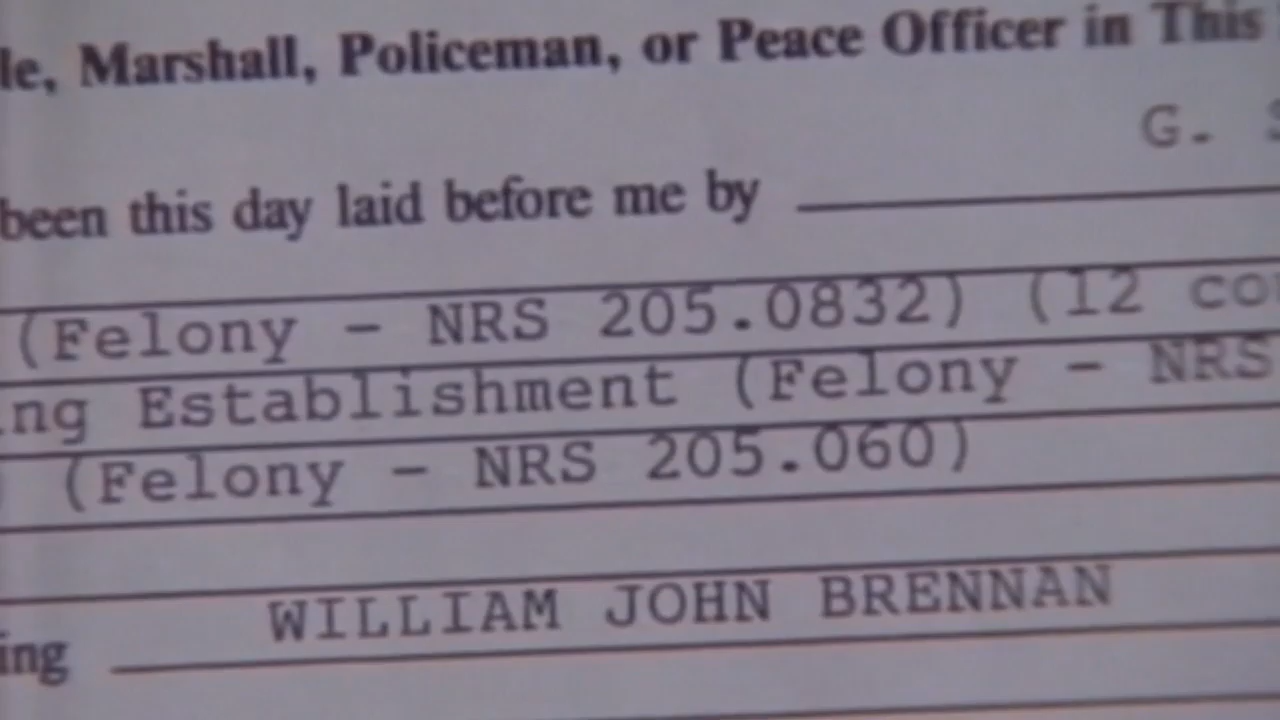 le, Marshall, Policeman, or Peace Officer in This
G. S
been this day laid before me by
(Felony - NRS 205.0832) (12 co
ng Establishment (Felony - NRS
(Felony - NRS 205.060)
WILLIAM JOHN BRENNAN
ing